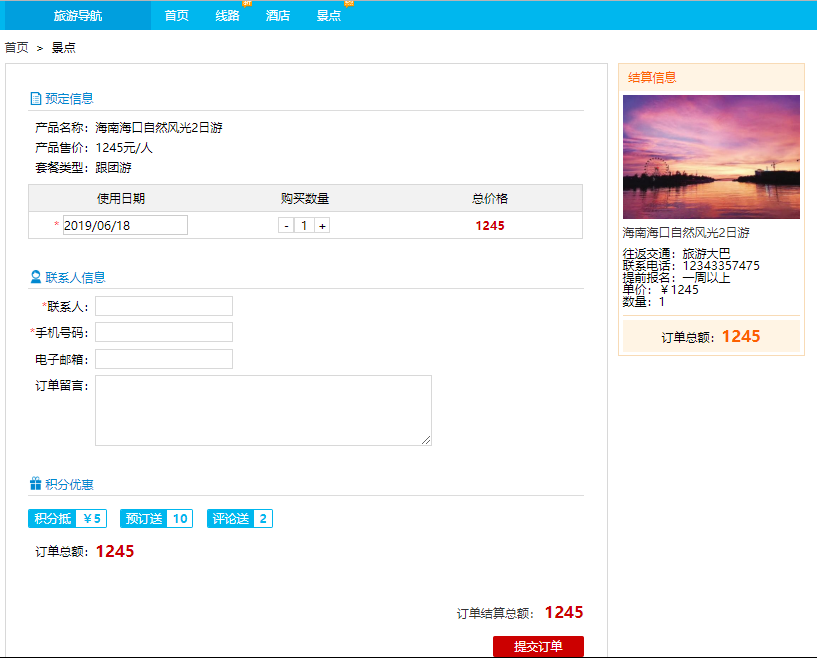 旅游导航 首页 线路 酒店 景点
首页 > 景点
预定信息
产品名称：海南海口自然风光2日游
产品售价：1245元/人
套餐类型：跟团游
使用日期 购买数量 总价格
* 2019/06/18 - 1 + 1245
联系人信息
*联系人：
*手机号码：
电子邮箱：
订单留言：
积分优惠
积分抵 ￥5 预订送 10 评论送 2
订单总额：1245
订单结算总额：1245
提交订单
结算信息
海南海口自然风光2日游
往返交通：旅游大巴
联系电话：12343357475
提前报名：一周以上
单价：￥1245
数量：1
订单总额：1245